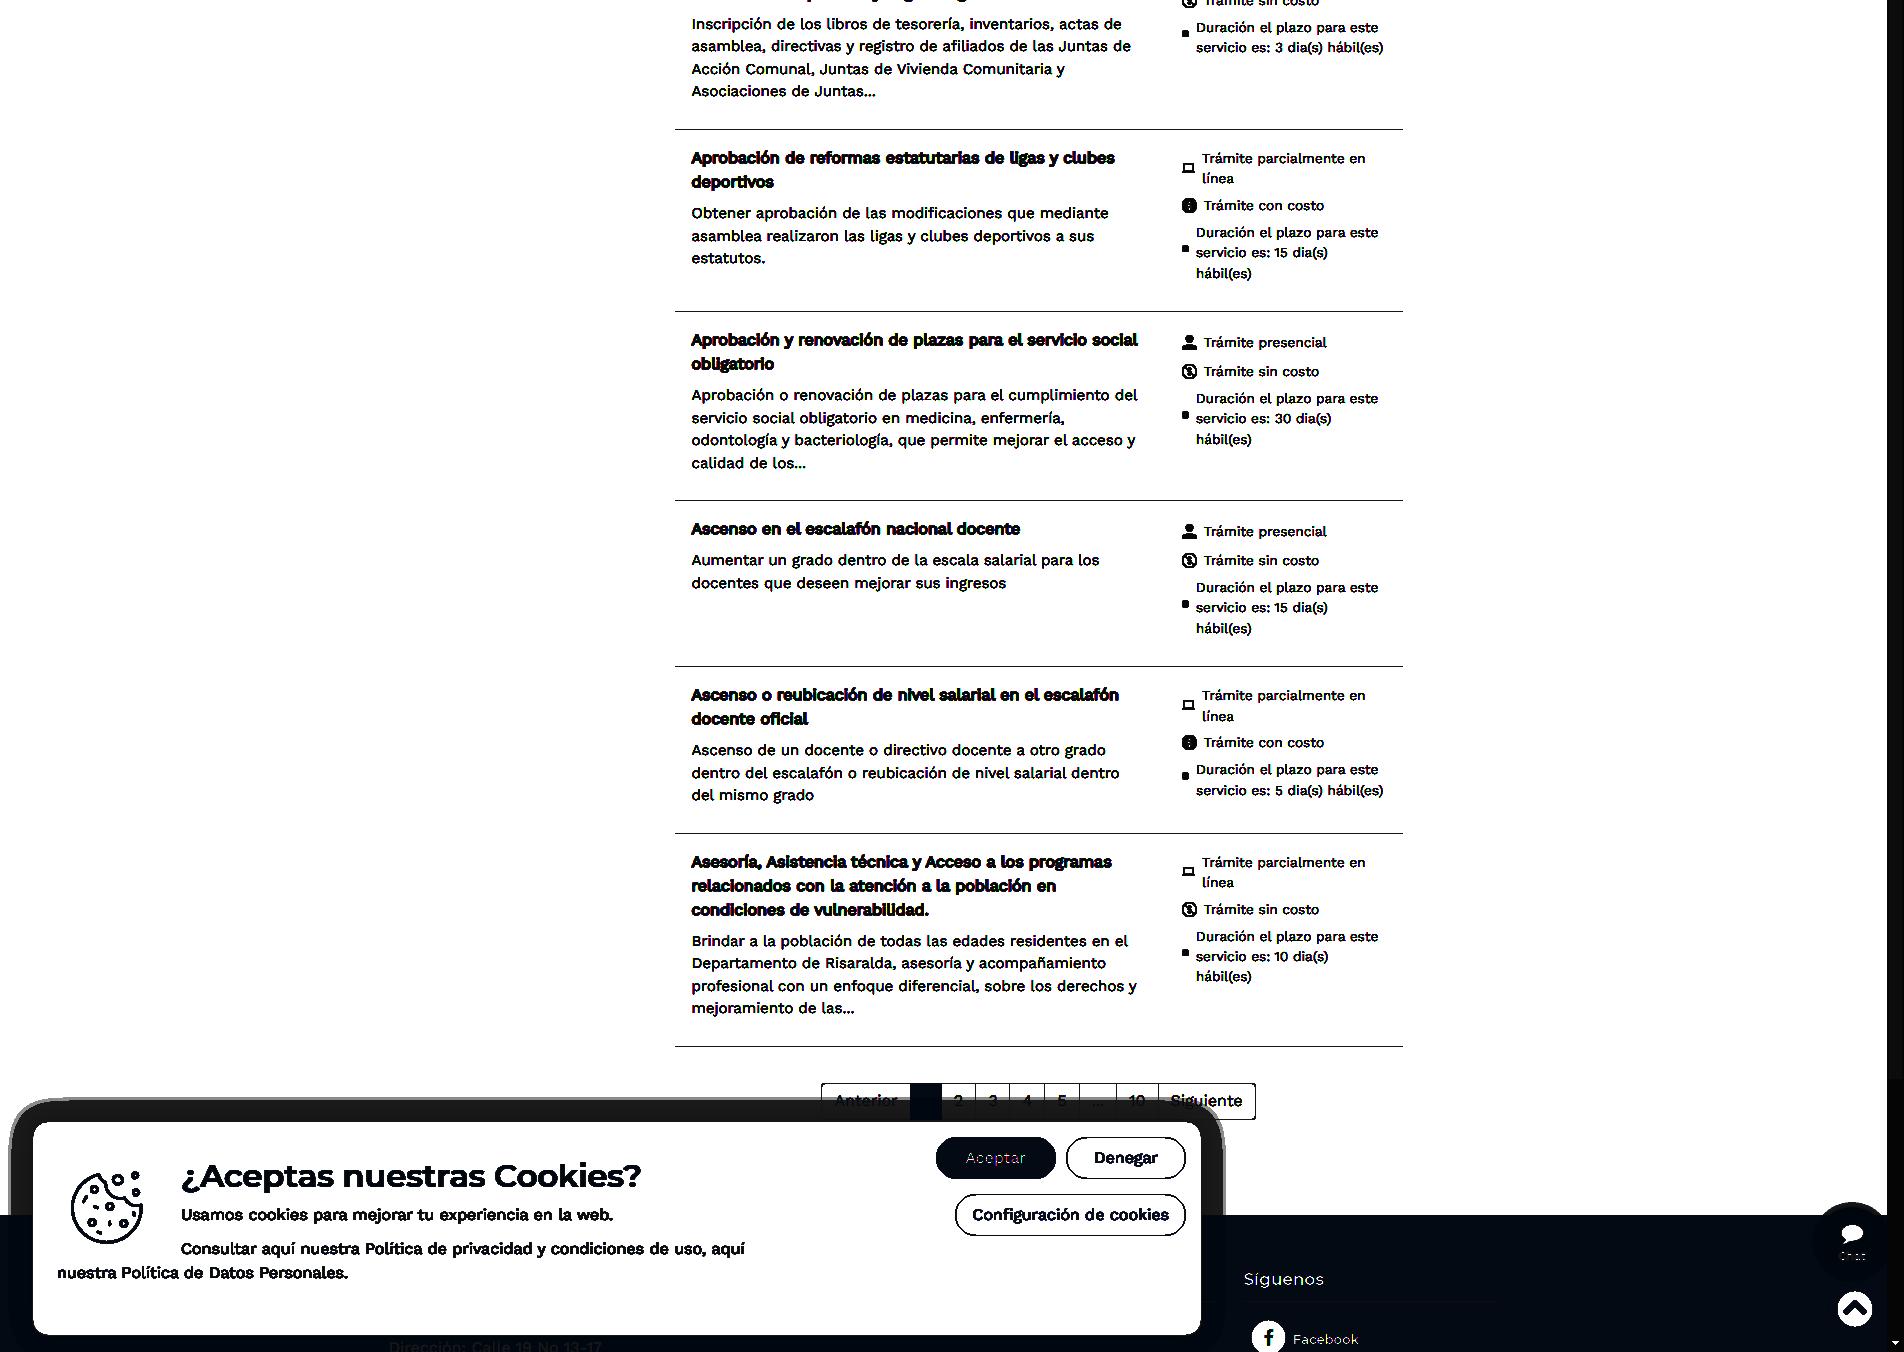 Trámite sin costo
Inscripción de los libros de tesorería, inventarios, actas de
asamblea, directivas y registro de afiliados de las Juntas de
Acción Comunal, Juntas de Vivienda Comunitaria y
Asociaciones de Juntas...
Duración el plazo para este
servicio es: 3 dia(s) hábil(es)
Aprobación de reformas estatutarias de ligas y clubes
deportivos
Obtener aprobación de las modificaciones que mediante
asamblea realizaron las ligas y clubes deportivos a sus
estatutos.
Trámite parcialmente en
línea
Trámite con costo
Duración el plazo para este
servicio es: 15 dia(s)
hábil(es)
Aprobación y renovación de plazas para el servicio social
obligatorio
Aprobación o renovación de plazas para el cumplimiento del
servicio social obligatorio en medicina, enfermería,
odontología y bacteriología, que permite mejorar el acceso y
calidad de los...
Trámite presencial
Trámite sin costo
Duración el plazo para este
servicio es: 30 dia(s)
hábil(es)
Ascenso en el escalafón nacional docente
Aumentar un grado dentro de la escala salarial para los
docentes que deseen mejorar sus ingresos
Trámite presencial
Trámite sin costo
Duración el plazo para este
servicio es: 15 dia(s)
hábil(es)
Ascenso o reubicación de nivel salarial en el escalafón
docente oficial
Ascenso de un docente o directivo docente a otro grado
dentro del escalafón o reubicación de nivel salarial dentro
del mismo grado
Trámite parcialmente en
línea
Trámite con costo
Duración el plazo para este
servicio es: 5 dia(s) hábil(es)
Asesoría, Asistencia técnica y Acceso a los programas
relacionados con la atención a la población en
condiciones de vulnerabilidad.
Brindar a la población de todas las edades residentes en el
Departamento de Risaralda, asesoría y acompañamiento
profesional con un enfoque diferencial, sobre los derechos y
mejoramiento de las...
Trámite parcialmente en
línea
Trámite sin costo
Duración el plazo para este
servicio es: 10 dia(s)
hábil(es)
Anterior 2 3 4 5 ... 10 Siguiente
¿Aceptas nuestras Cookies?
Usamos cookies para mejorar tu experiencia en la web.
Consultar aquí nuestra Política de privacidad y condiciones de uso, aquí
nuestra Política de Datos Personales.
Aceptar
Denegar
Configuración de cookies
Chat
Síguenos
Facebook
Dirección: Calle 19 No 13-17